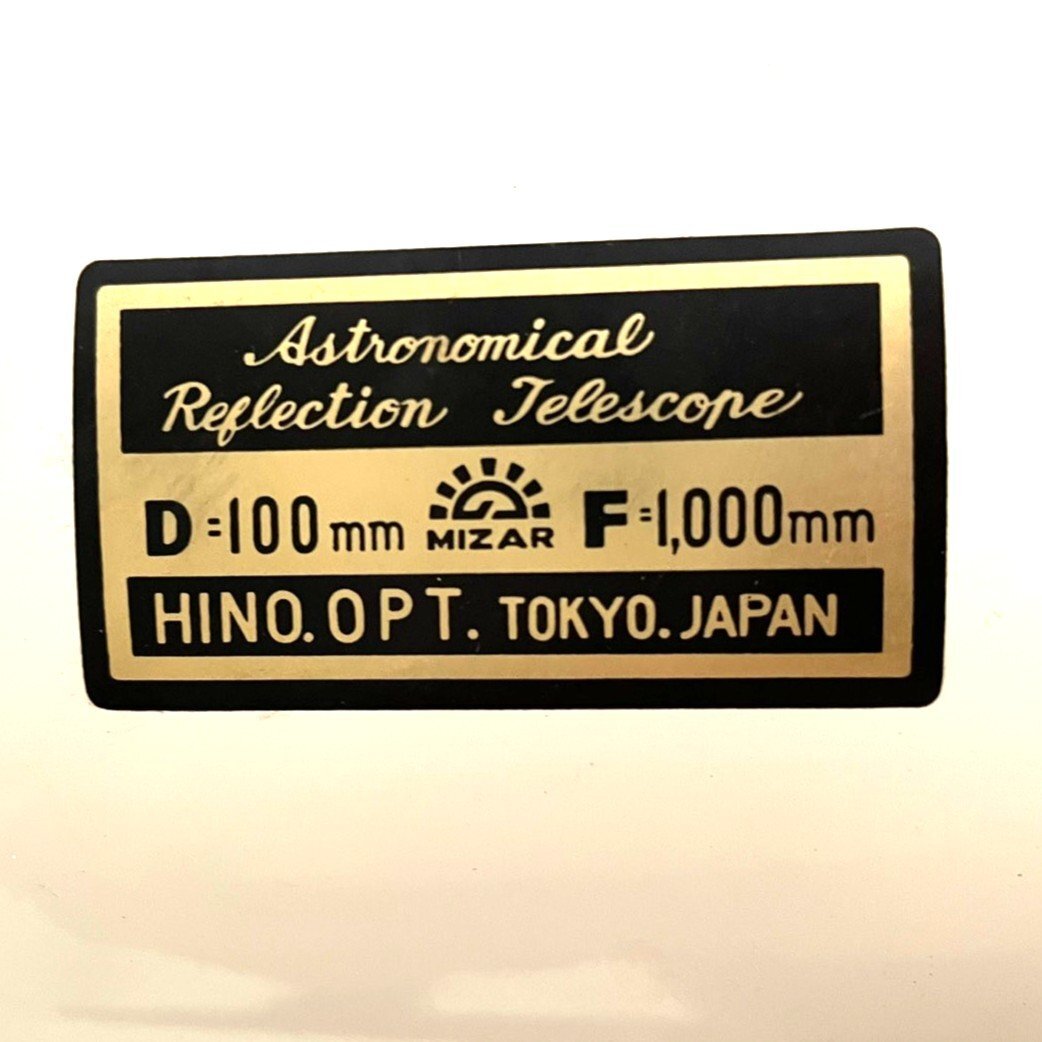 Astronomical
Reflection Telescope
D=100mm MIZAR F=1,000mm
HINO.OPT. TOKYO.JAPAN